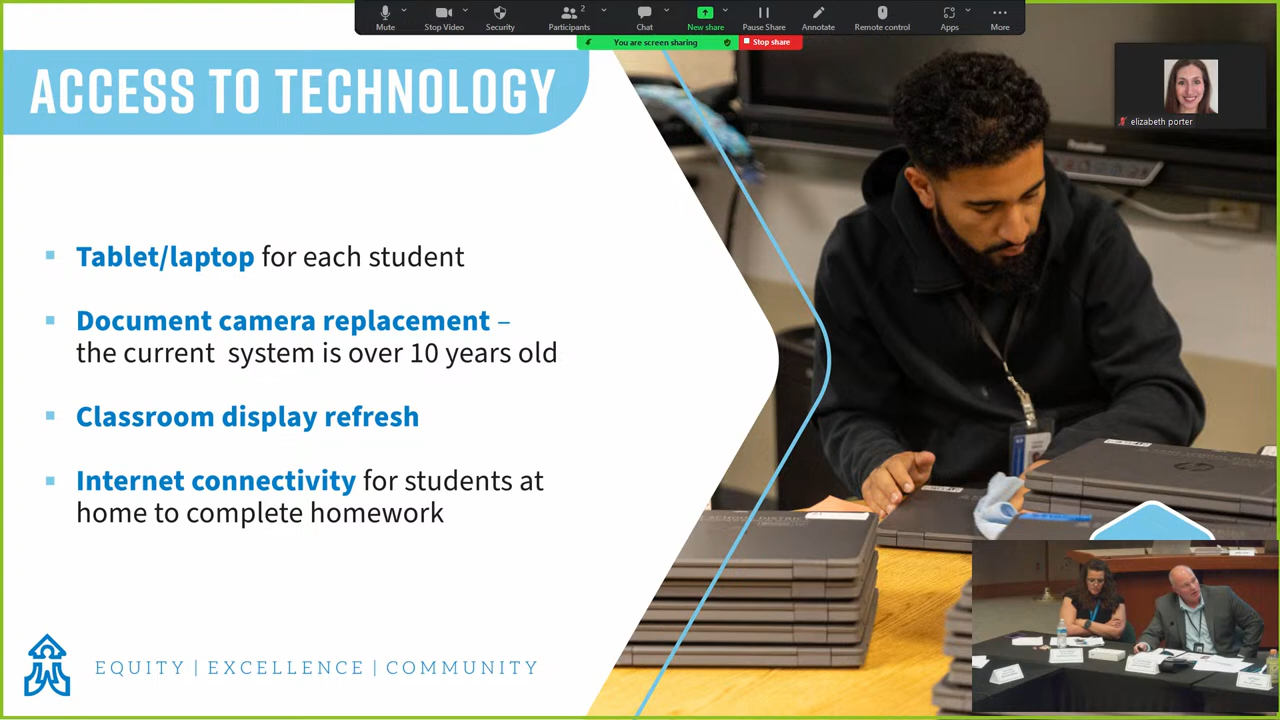 Mute
Stop Video
Security
Participants
2
Chat
New share
Pause Share
Annotate
Remote control
Apps
More
You are screen sharing
Stop share
elizabeth porter
ACCESS TO TECHNOLOGY
Tablet/laptop for each student
Document camera replacement –
the current system is over 10 years old
Classroom display refresh
Internet connectivity for students at
home to complete homework
EQUITY | EXCELLENCE | COMMUNITY
hp